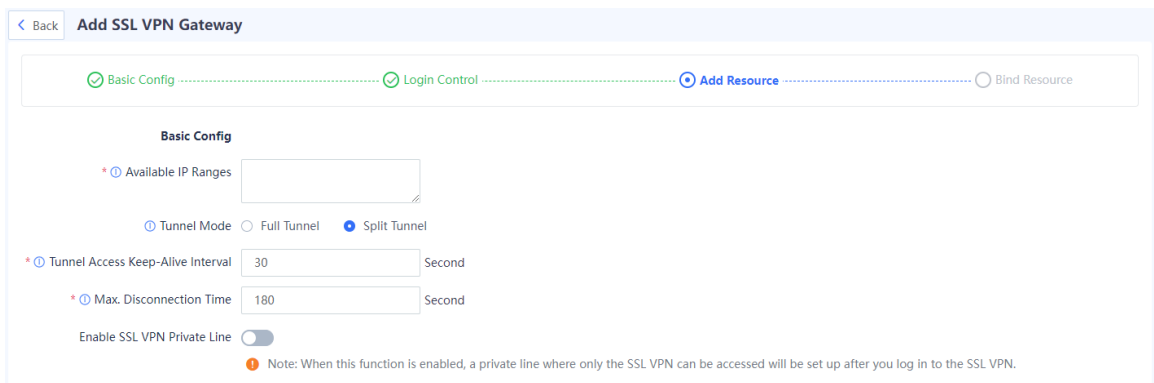 Back Add SSL VPN Gateway
Basic Config Login Control Add Resource Bind Resource
Basic Config
* Available IP Ranges
Tunnel Mode Full Tunnel Split Tunnel
* Tunnel Access Keep-Alive Interval 30 Second
* Max. Disconnection Time 180 Second
Enable SSL VPN Private Line
Note: When this function is enabled, a private line where only the SSL VPN can be accessed will be set up after you log in to the SSL VPN.